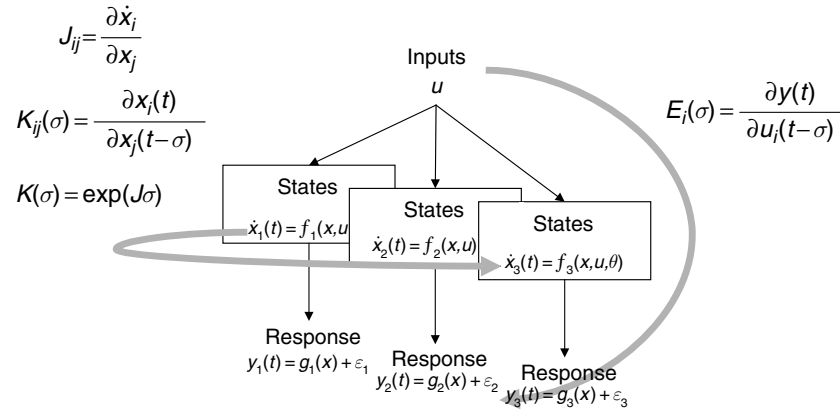 J_ij = ∂ẋ_i / ∂x_j
K_ij(σ) = ∂x_i(t) / ∂x_j(t−σ)
K(σ) = exp(Jσ)
Inputs
u
E_i(σ) = ∂y(t) / ∂u_i(t−σ)
States
ẋ_1(t) = f_1(x,u
States
ẋ_2(t) = f_2(x,u)
States
ẋ_3(t) = f_3(x,u,θ)
Response
y_1(t) = g_1(x) + ε_1
Response
y_2(t) = g_2(x) + ε_2
Response
y_3(t) = g_3(x) + ε_3